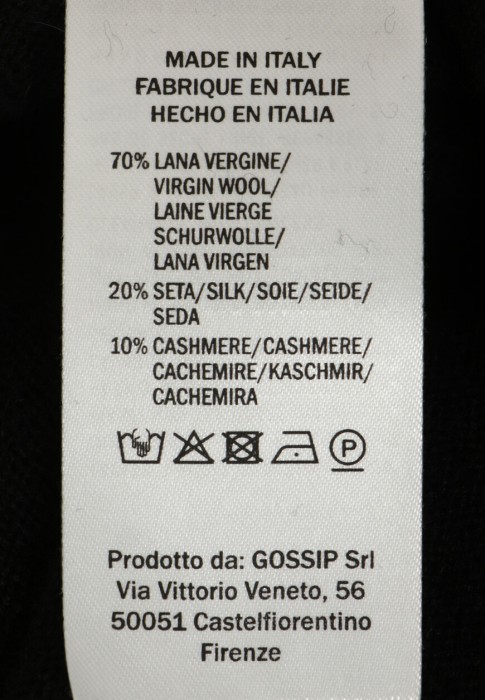 MADE IN ITALY
FABRIQUE EN ITALIE
HECHO EN ITALIA
70% LANA VERGINE/
VIRGIN WOOL/
LAINE VIERGE
SCHURWOLLE/
LANA VIRGEN
20% SETA/SILK/SOIE/SEIDE/
SEDA
10% CASHMERE/CASHMERE/
CACHEMIRE/KASCHMIR/
CACHEMIRA
P
Prodotto da: GOSSIP Srl
Via Vittorio Veneto, 56
50051 Castelfiorentino
Firenze